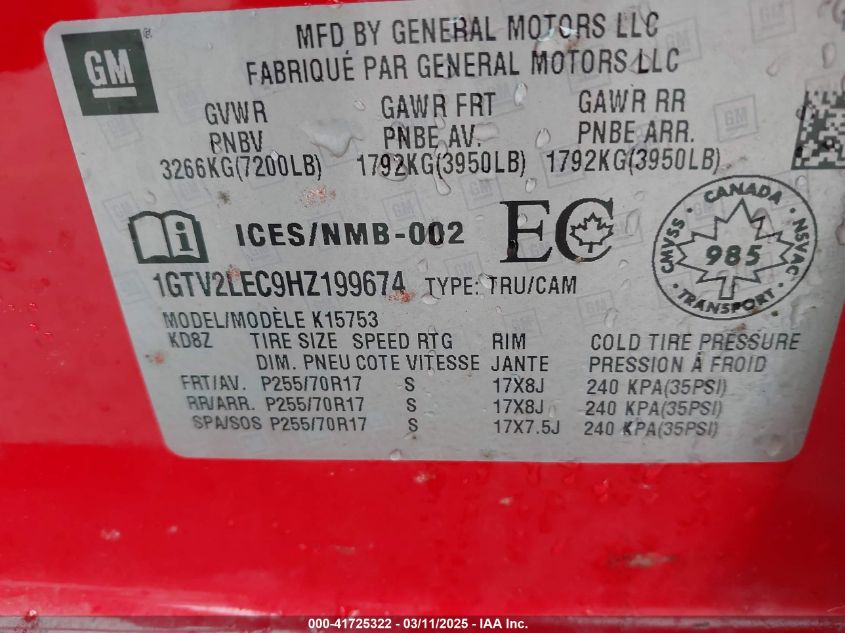 GM
MFD BY GENERAL MOTORS LLC
FABRIQUÉ PAR GENERAL MOTORS LLC
GVWR GAWR FRT GAWR RR
PNBV PNBE AV. PNBE ARR.
3266KG(7200LB) 1792KG(3950LB) 1792KG(3950LB)
i ICES/NMB-002 EC
CANADA
CMVSS 985 NSVAC
TRANSPORT
1GTV2LEC9HZ199674 TYPE: TRU/CAM
MODEL/MODÈLE K15753
KD8Z TIRE SIZE SPEED RTG RIM COLD TIRE PRESSURE
DIM. PNEU COTE VITESSE JANTE PRESSION À FROID
FRT/AV. P255/70R17 S 17X8J 240 KPA(35PSI)
RR/ARR. P255/70R17 S 17X8J 240 KPA(35PSI)
SPA/SOS P255/70R17 S 17X7.5J 240 KPA(35PSI)
000-41725322 - 03/11/2025 - IAA Inc.